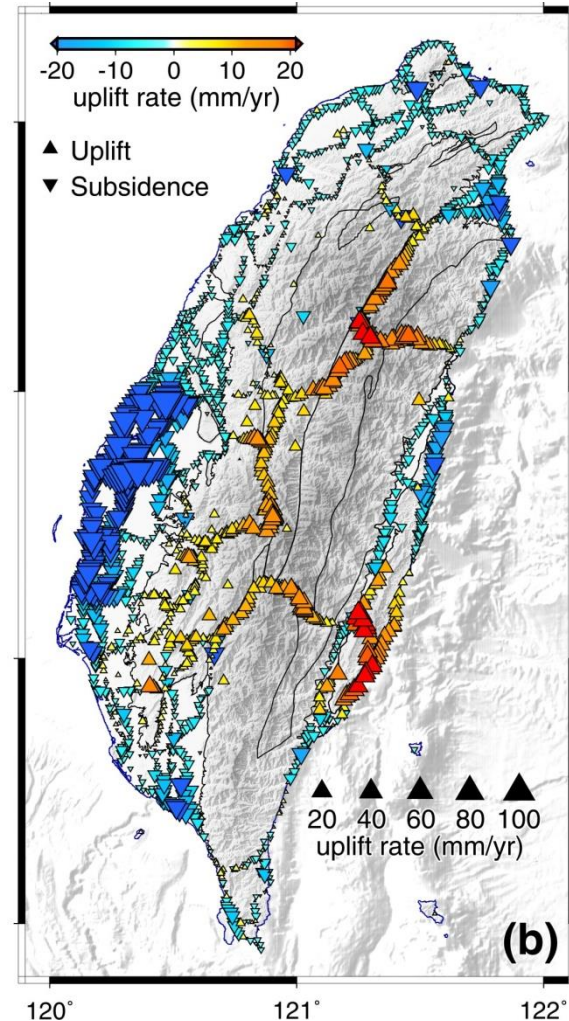 -20 -10 0 10 20
uplift rate (mm/yr)
▲ Uplift
▼ Subsidence
20 40 60 80 100
uplift rate (mm/yr)
(b)
120° 121° 122°